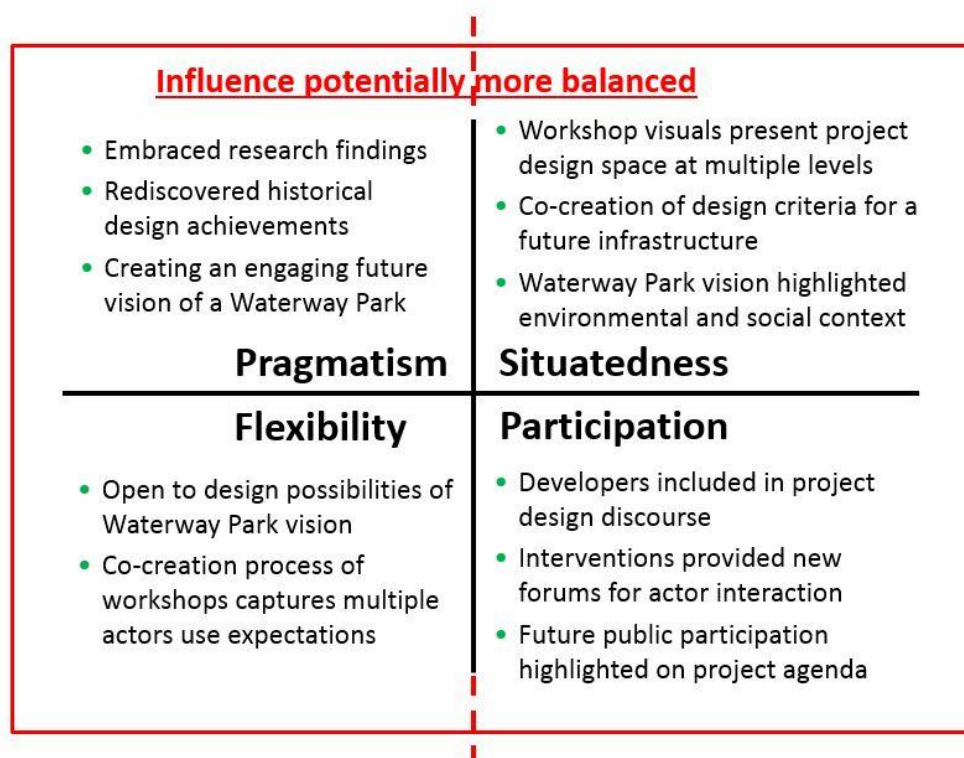 Influence potentially more balanced
• Embraced research findings
• Rediscovered historical
design achievements
• Creating an engaging future
vision of a Waterway Park
Pragmatism
• Workshop visuals present project
design space at multiple levels
• Co-creation of design criteria for a
future infrastructure
• Waterway Park vision highlighted
environmental and social context
Situatedness
Flexibility
• Open to design possibilities of
Waterway Park vision
• Co-creation process of
workshops captures multiple
actors use expectations
Participation
• Developers included in project
design discourse
• Interventions provided new
forums for actor interaction
• Future public participation
highlighted on project agenda